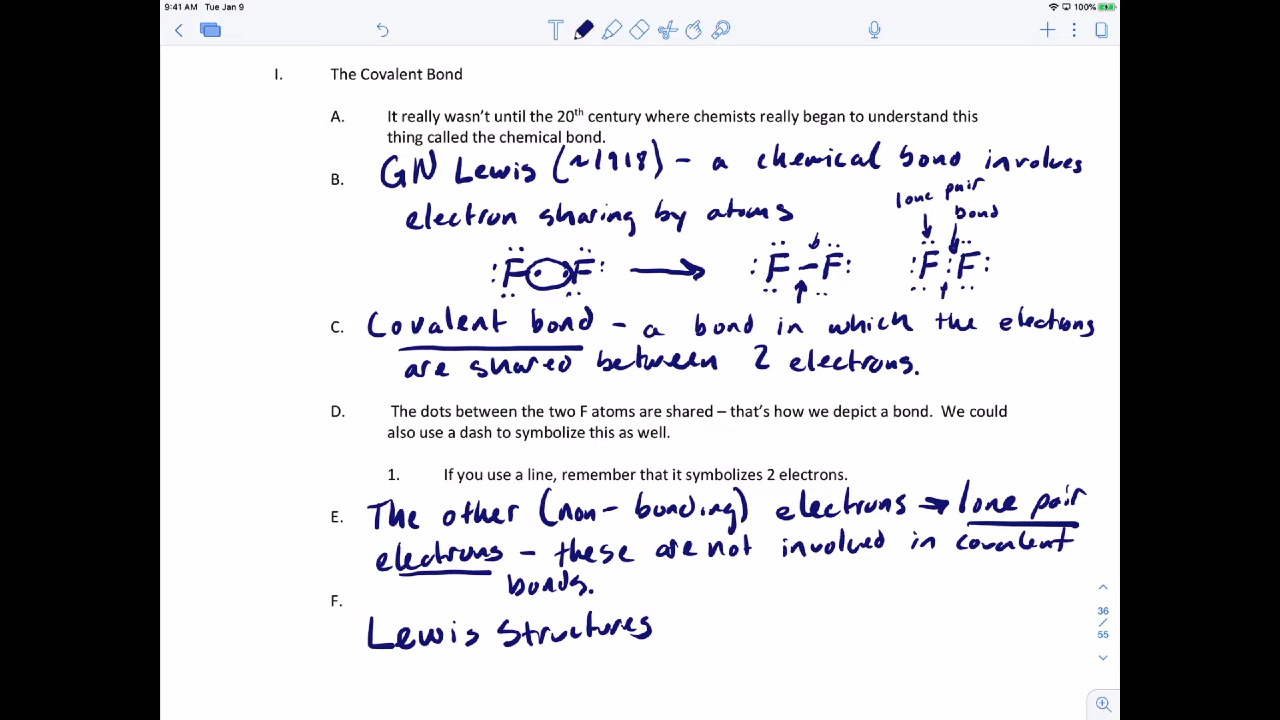 9:41 AM Tue Jan 9
100%
I. The Covalent Bond
A. It really wasn't until the 20th century where chemists really began to understand this
thing called the chemical bond.
B. GN Lewis (~1918) - a chemical bond involves
electron sharing by atoms
lone pair
bond
:F · · F: → :F - F: :F : F:
C. Covalent bond - a bond in which the electrons
are shared between 2 electrons.
D. The dots between the two F atoms are shared – that's how we depict a bond. We could
also use a dash to symbolize this as well.
1. If you use a line, remember that it symbolizes 2 electrons.
E. The other (non-bonding) electrons → lone pair
electrons - these are not involved in covalent
bonds.
F.
Lewis Structures
36
/
55